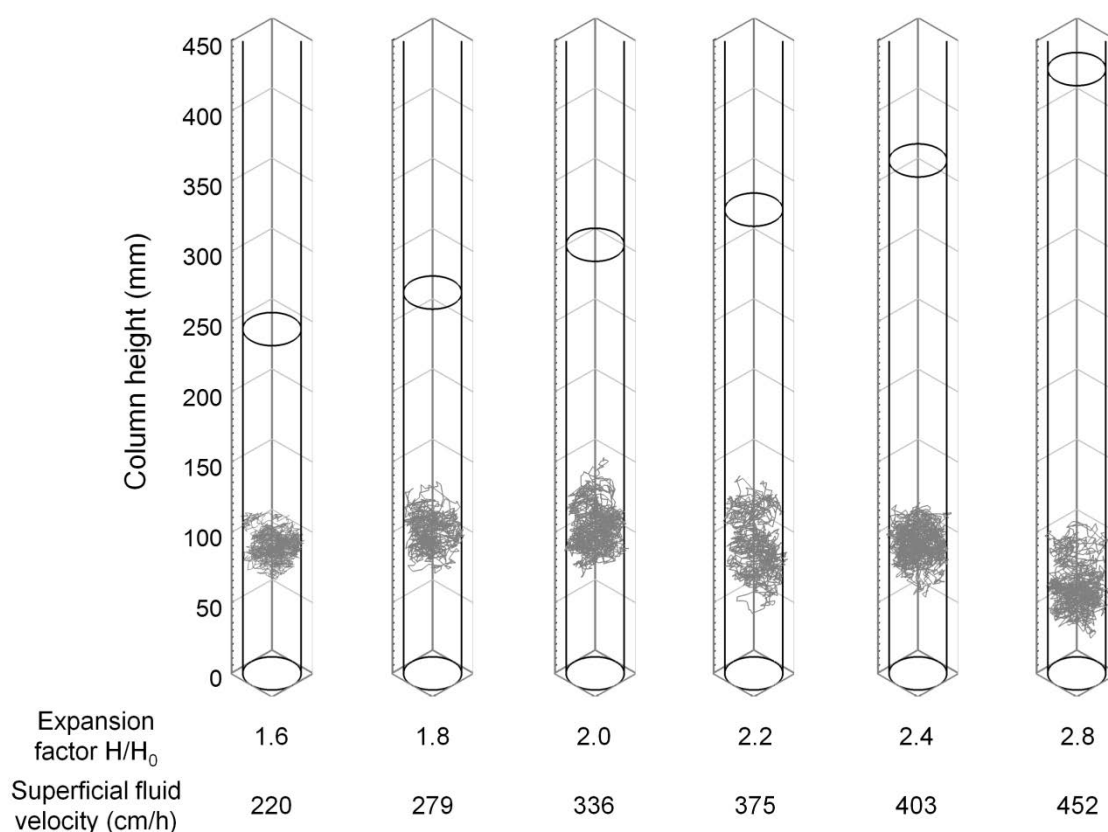 450
400
350
300
250
200
150
100
50
0
Column height (mm)
Expansion
factor H/H₀
1.6 1.8 2.0 2.2 2.4 2.8
Superficial fluid
velocity (cm/h)
220 279 336 375 403 452